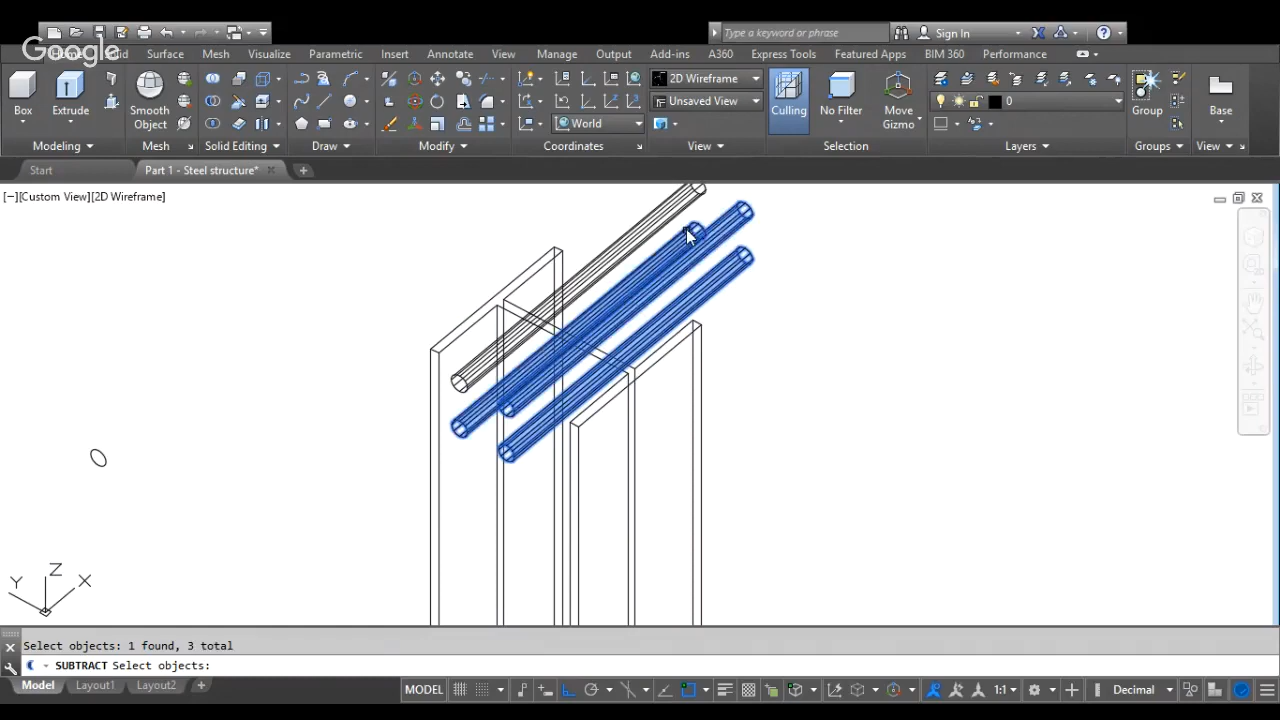 Google
Type a keyword or phrase
Sign In
Surface Mesh Visualize Parametric Insert Annotate View Manage Output Add-ins A360 Express Tools Featured Apps BIM 360 Performance
Box
Extrude
Smooth Object
World
2D Wireframe
Unsaved View
Culling
No Filter
Move Gizmo
0
Group
Base
Modeling Mesh Solid Editing Draw Modify Coordinates View Selection Layers Groups View
Start Part 1 - Steel structure* +
[−][Custom View][2D Wireframe]
Z
Y
X
Select objects: 1 found, 3 total
SUBTRACT Select objects:
Model Layout1 Layout2 +
MODEL 1:1 Decimal